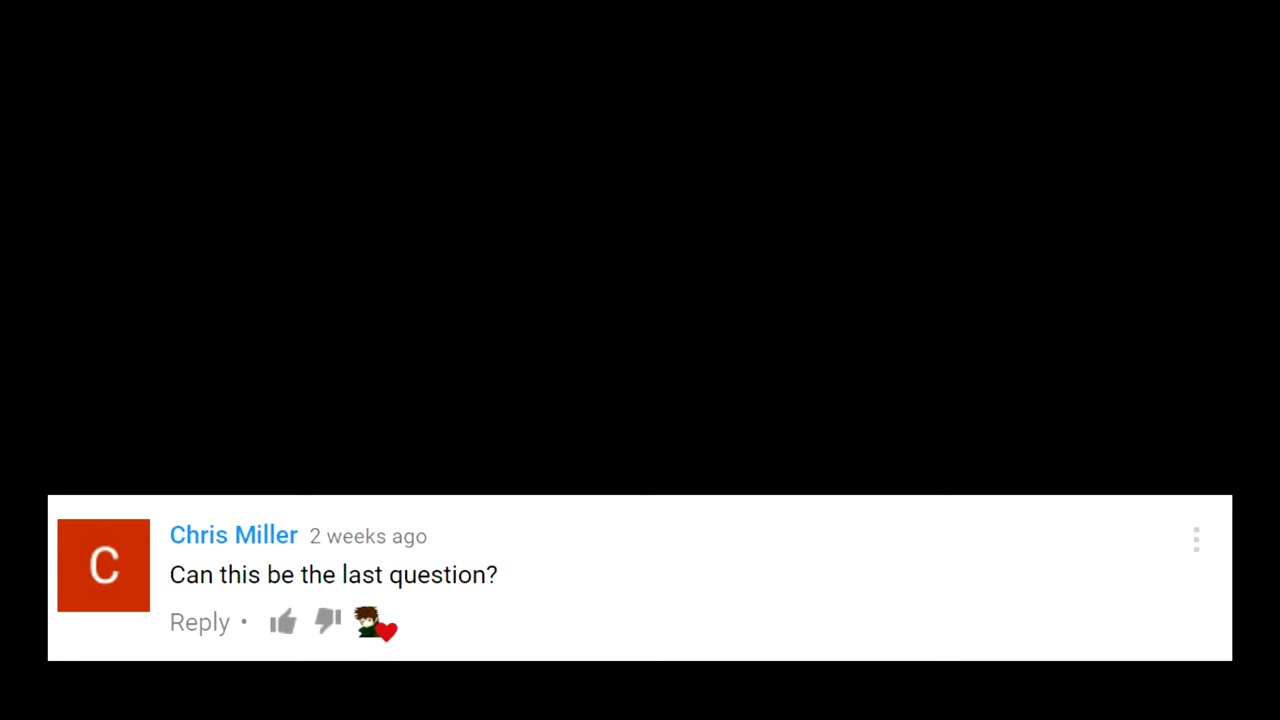 C
Chris Miller 2 weeks ago
Can this be the last question?
Reply •